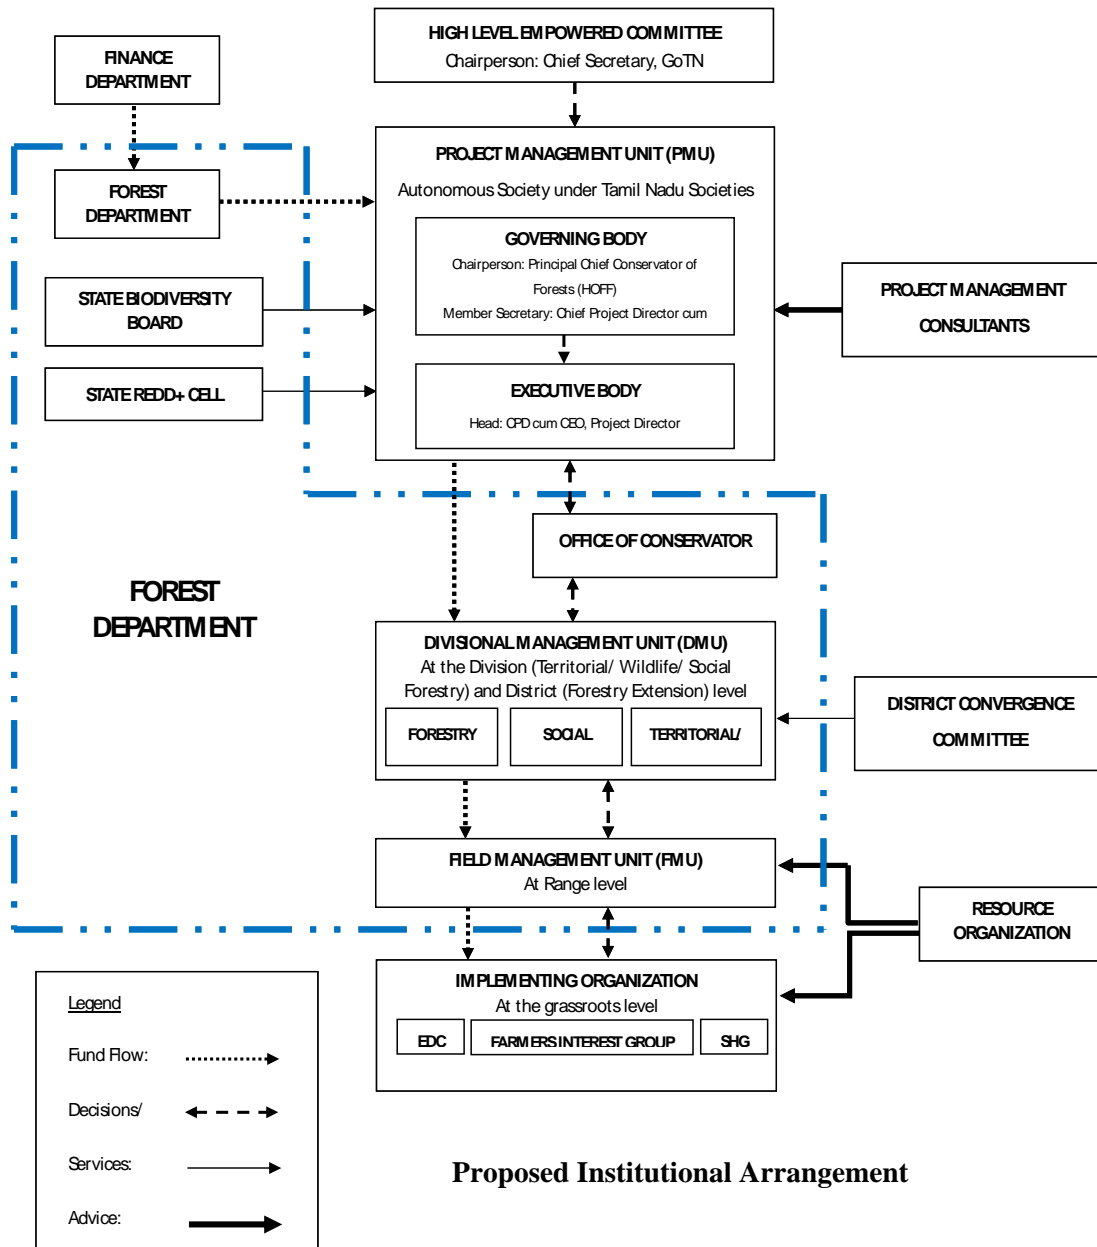 HIGH LEVEL EMPOWERED COMMITTEE
Chairperson: Chief Secretary, GoTN
FINANCE
DEPARTMENT
PROJECT MANAGEMENT UNIT (PMU)
Autonomous Society under Tamil Nadu Societies
FOREST
DEPARTMENT
GOVERNING BODY
Chairperson: Principal Chief Conservator of
Forests (HOFF)
Member Secretary: Chief Project Director cum
STATE BIODIVERSITY
BOARD
PROJECT MANAGEMENT
CONSULTANTS
STATE REDD+ CELL
EXECUTIVE BODY
Head: CPD cum CEO, Project Director
OFFICE OF CONSERVATOR
FOREST
DEPARTMENT
DIVISIONAL MANAGEMENT UNIT (DMU)
At the Division (Territorial/ Wildlife/ Social
Forestry) and District (Forestry Extension) level
FORESTRY
SOCIAL
TERRITORIAL/
DISTRICT CONVERGENCE
COMMITTEE
FIELD MANAGEMENT UNIT (FMU)
At Range level
RESOURCE
ORGANIZATION
IMPLEMENTING ORGANIZATION
At the grassroots level
EDC
FARMERS INTEREST GROUP
SHG
Legend
Fund Flow:
Decisions/
Services:
Advice:
Proposed Institutional Arrangement